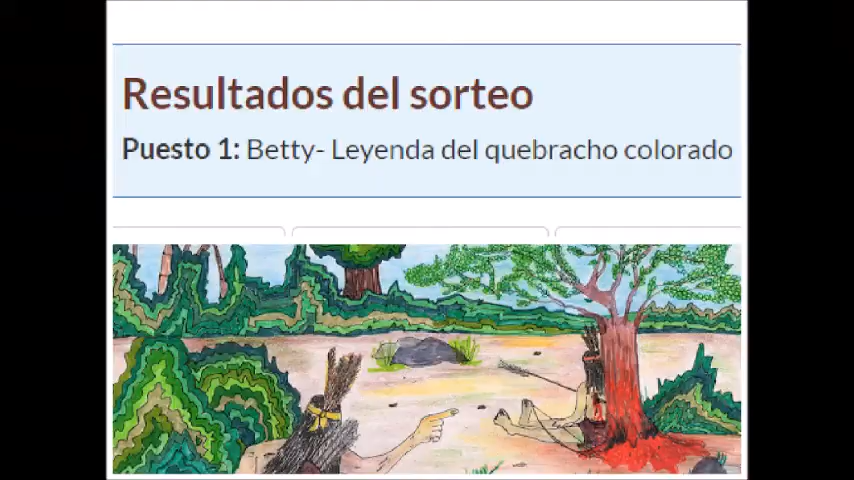 Resultados del sorteo
Puesto 1: Betty- Leyenda del quebracho colorado